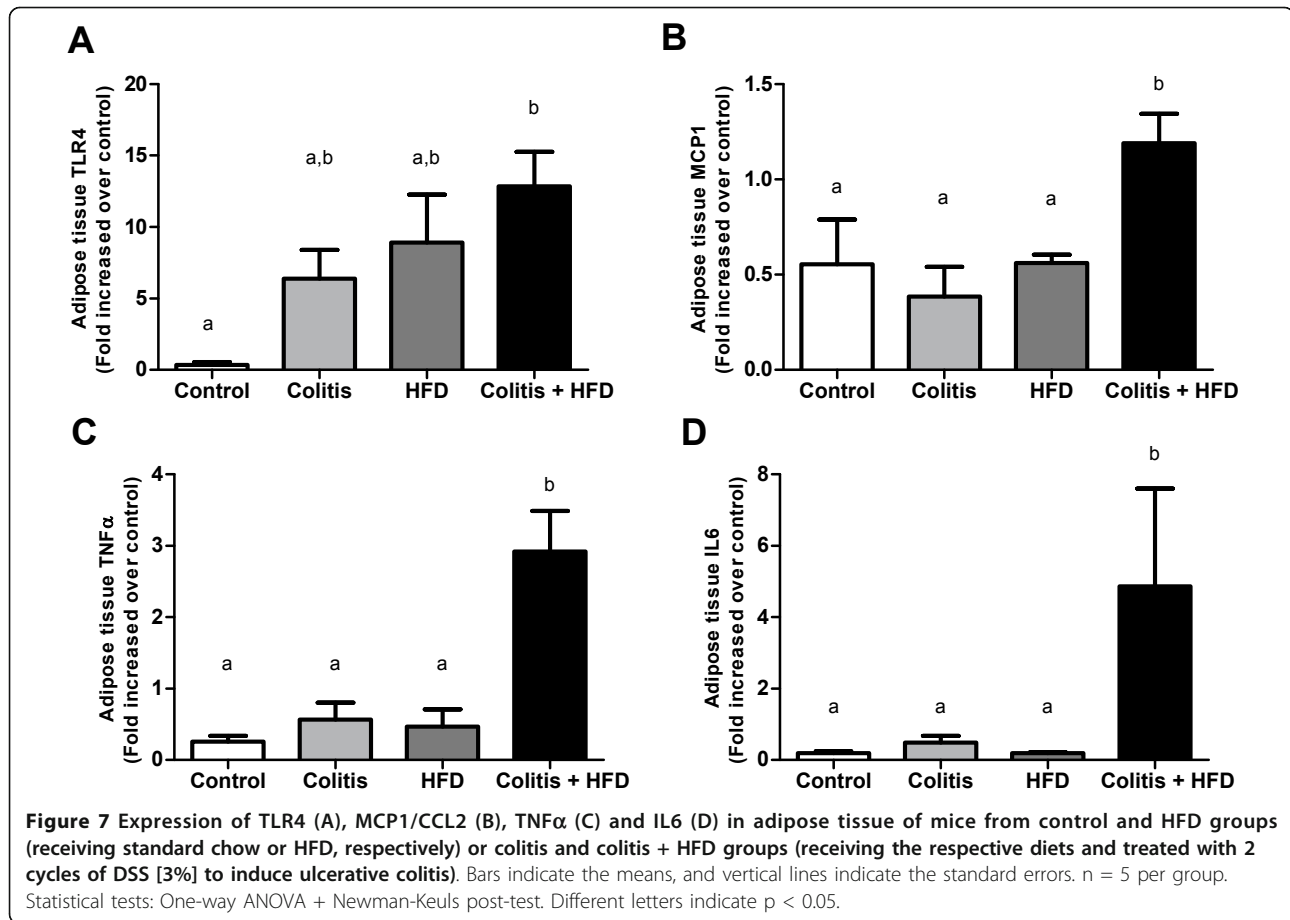 A
Adipose tissue TLR4
(Fold increased over control)
20
15
10
5
0
a
a,b
a,b
b
Control
Colitis
HFD
Colitis + HFD
B
Adipose tissue MCP1
(Fold increased over control)
1.5
1.0
0.5
0.0
a
a
a
b
Control
Colitis
HFD
Colitis + HFD
C
Adipose tissue TNFα
(Fold increased over control)
4
3
2
1
0
a
a
a
b
Control
Colitis
HFD
Colitis + HFD
D
Adipose tissue IL6
(Fold increased over control)
8
6
4
2
0
a
a
a
b
Control
Colitis
HFD
Colitis + HFD
Figure 7 Expression of TLR4 (A), MCP1/CCL2 (B), TNFα (C) and IL6 (D) in adipose tissue of mice from control and HFD groups
(receiving standard chow or HFD, respectively) or colitis and colitis + HFD groups (receiving the respective diets and treated with 2
cycles of DSS [3%] to induce ulcerative colitis). Bars indicate the means, and vertical lines indicate the standard errors. n = 5 per group.
Statistical tests: One-way ANOVA + Newman-Keuls post-test. Different letters indicate p < 0.05.